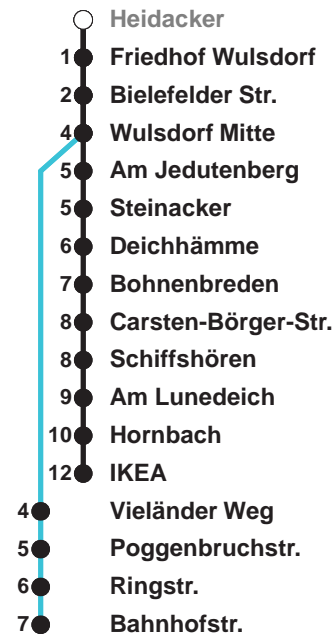 Heidacker
1 Friedhof Wulsdorf
2 Bielefelder Str.
4 Wulsdorf Mitte
5 Am Jedutenberg
5 Steinacker
6 Deichhämme
7 Bohnenbreden
8 Carsten-Börger-Str.
8 Schiffshören
9 Am Lunedeich
10 Hornbach
12 IKEA
4 Vieländer Weg
5 Poggenbruchstr.
6 Ringstr.
7 Bahnhofstr.